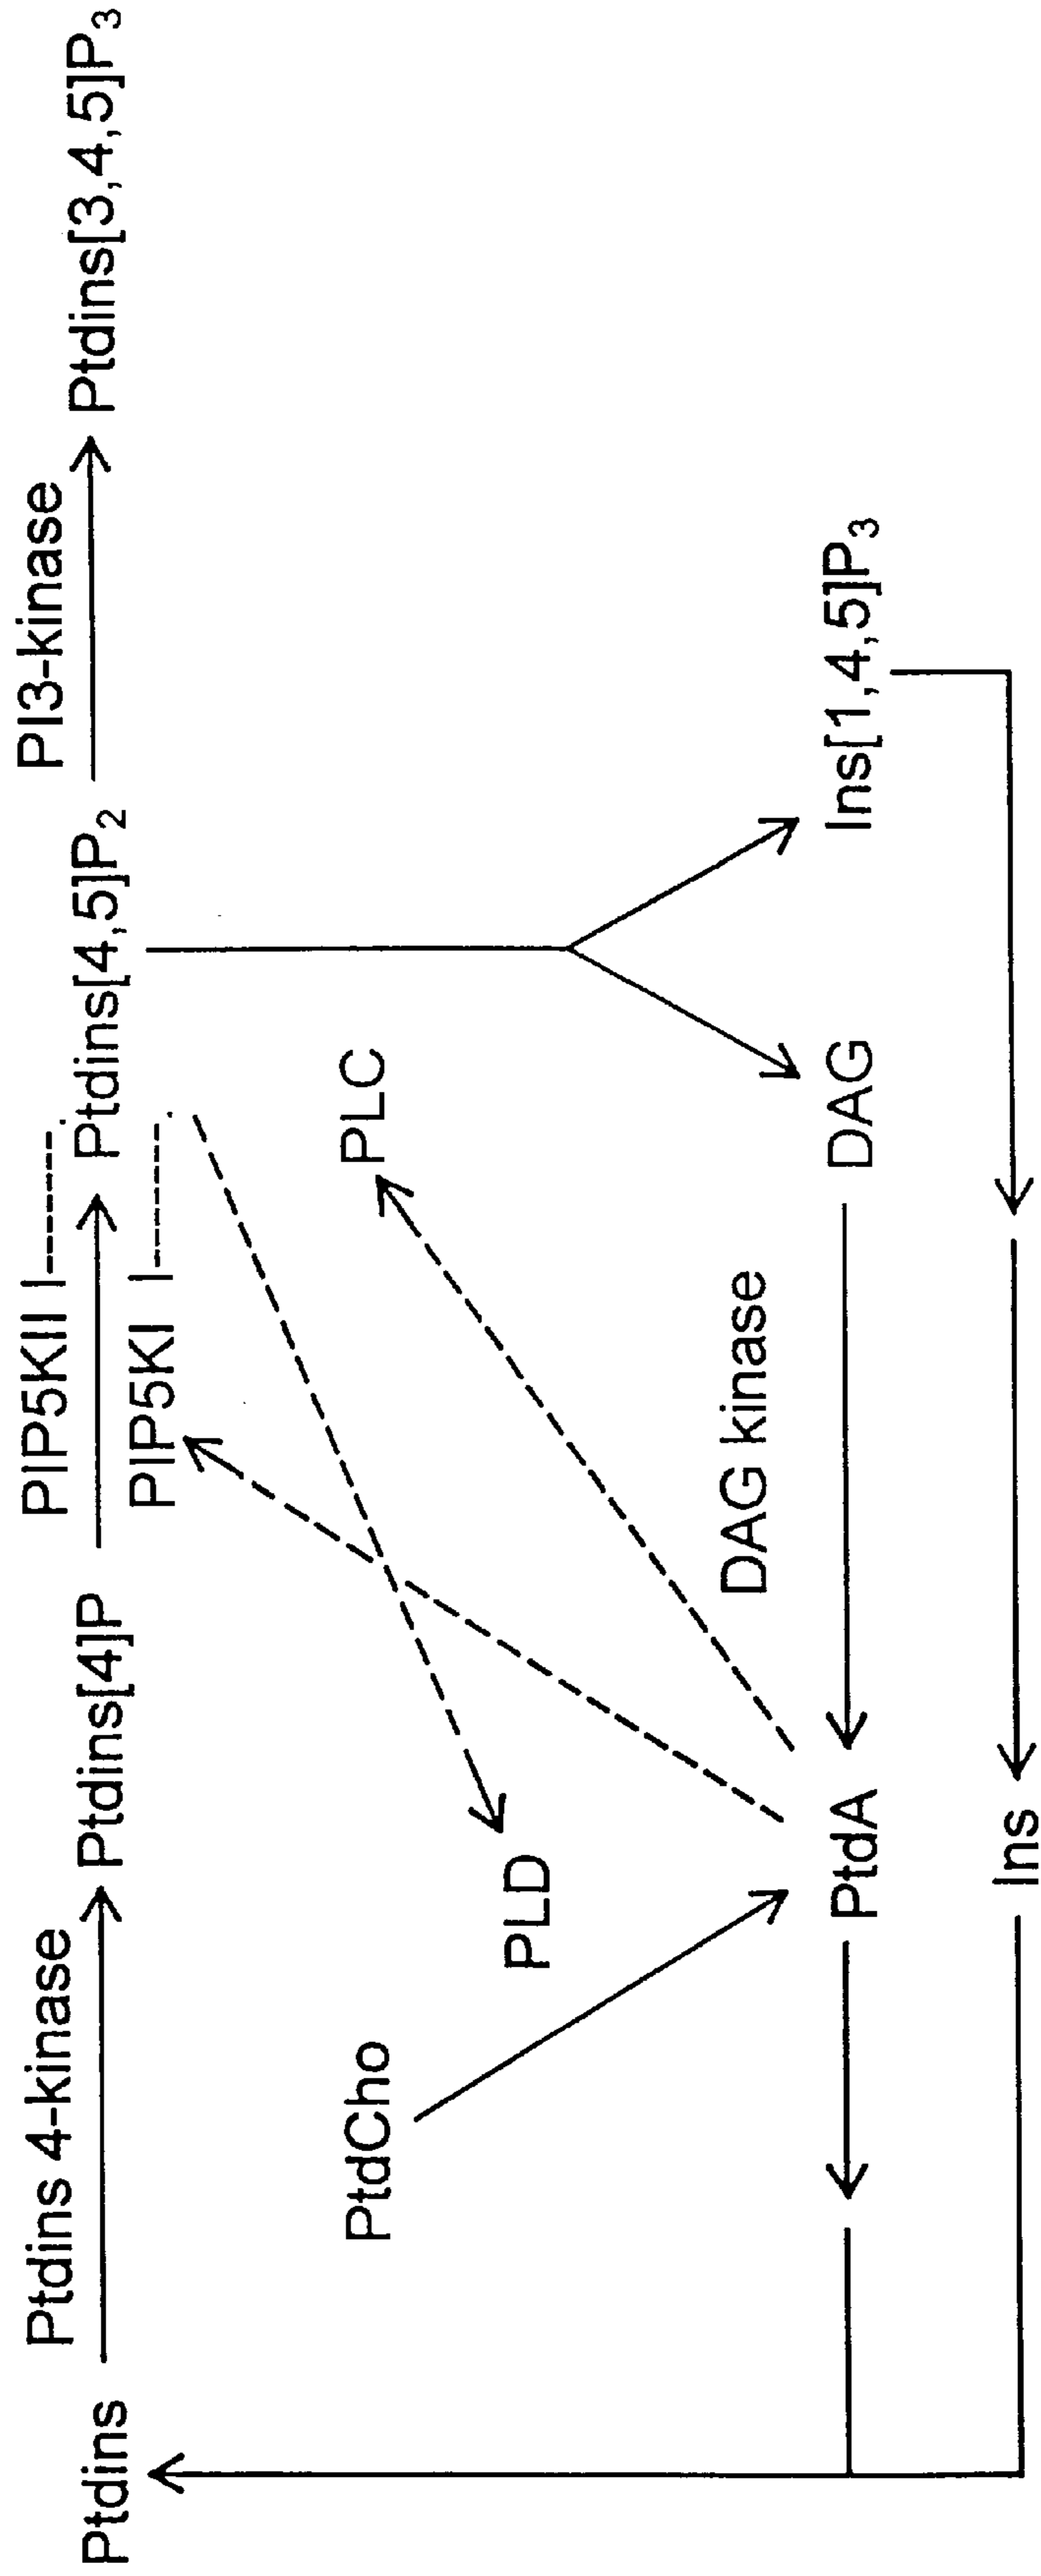 Ptdins 4-kinase
PIP5KII
PI3-kinase
Ptdins
Ptdins[4]P
Ptdins[4,5]P₂
Ptdins[3,4,5]P₃
PIP5KI
PtdCho
PLC
PLD
DAG kinase
PtdA
DAG
Ins[1,4,5]P₃
Ins